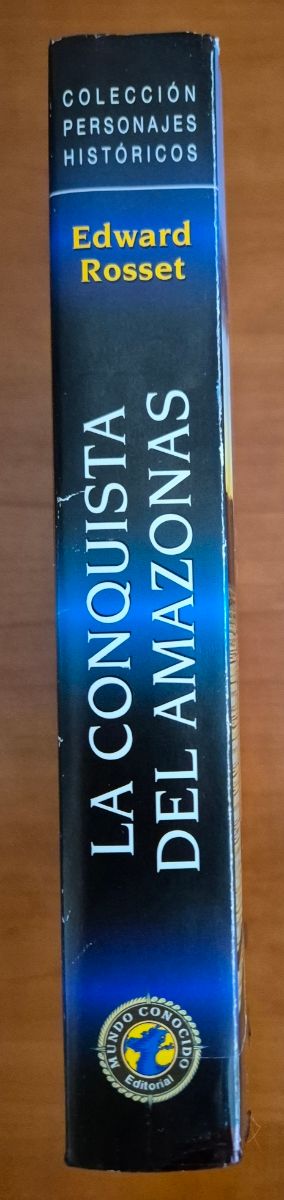 COLECCIÓN
PERSONAJES
HISTÓRICOS
Edward
Rosset
LA CONQUISTA
DEL AMAZONAS
MUNDO CONOCIDO
Editorial